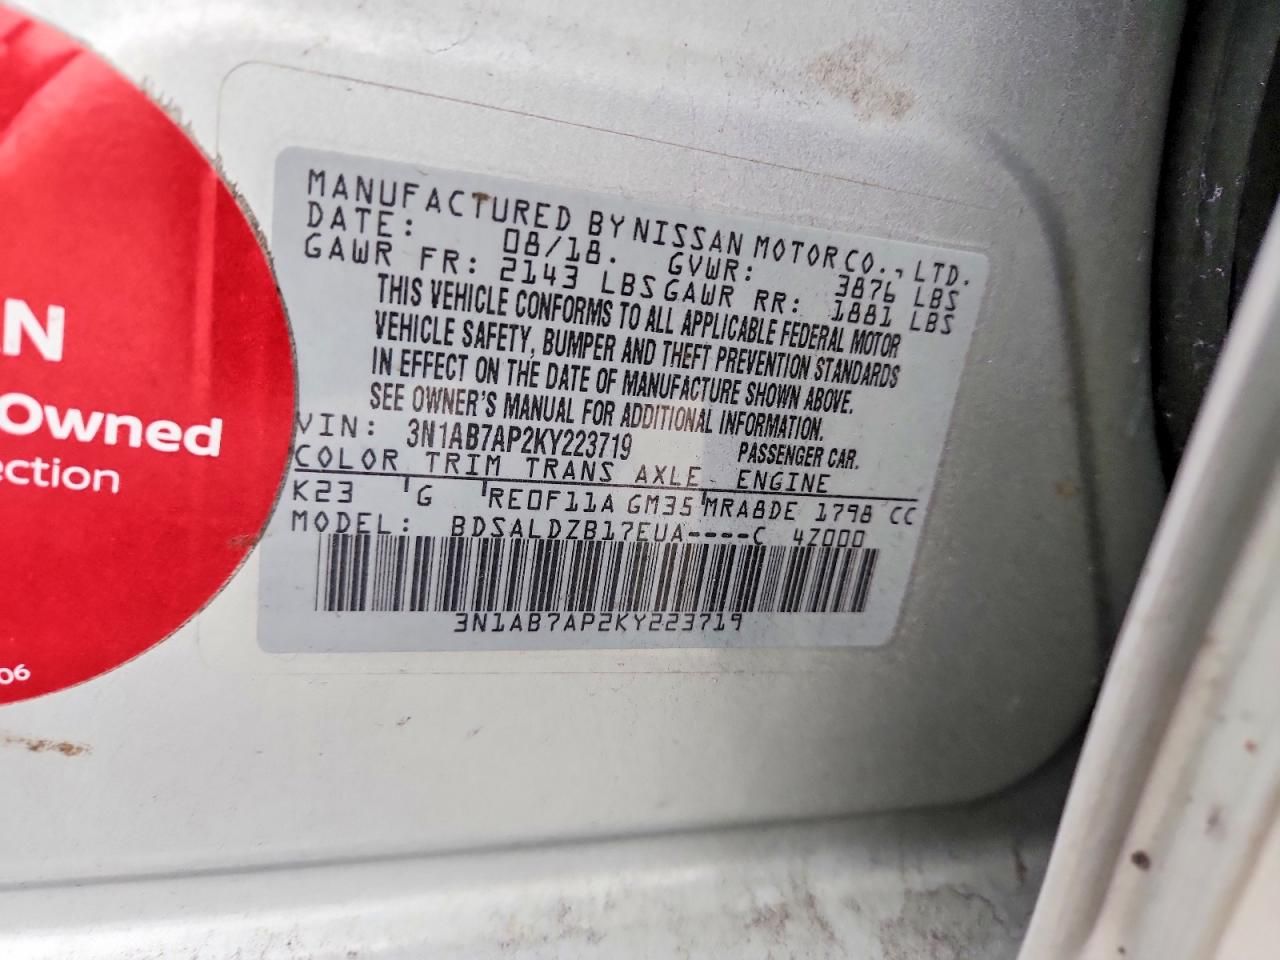 MANUFACTURED BY NISSAN MOTOR CO., LTD.
DATE: 08/18. GVWR: 3876 LBS
GAWR FR: 2143 LBS GAWR RR: 1881 LBS
THIS VEHICLE CONFORMS TO ALL APPLICABLE FEDERAL MOTOR
VEHICLE SAFETY, BUMPER AND THEFT PREVENTION STANDARDS
IN EFFECT ON THE DATE OF MANUFACTURE SHOWN ABOVE.
SEE OWNER'S MANUAL FOR ADDITIONAL INFORMATION.
VIN: 3N1AB7AP2KY223719 PASSENGER CAR.
COLOR TRIM TRANS AXLE ENGINE
K23 G RE0F11A GM35 MRA8DE 1798 CC
MODEL: BDSALDZB17EUA----C 4Z000
3N1AB7AP2KY223719
N
Owned
ection
06